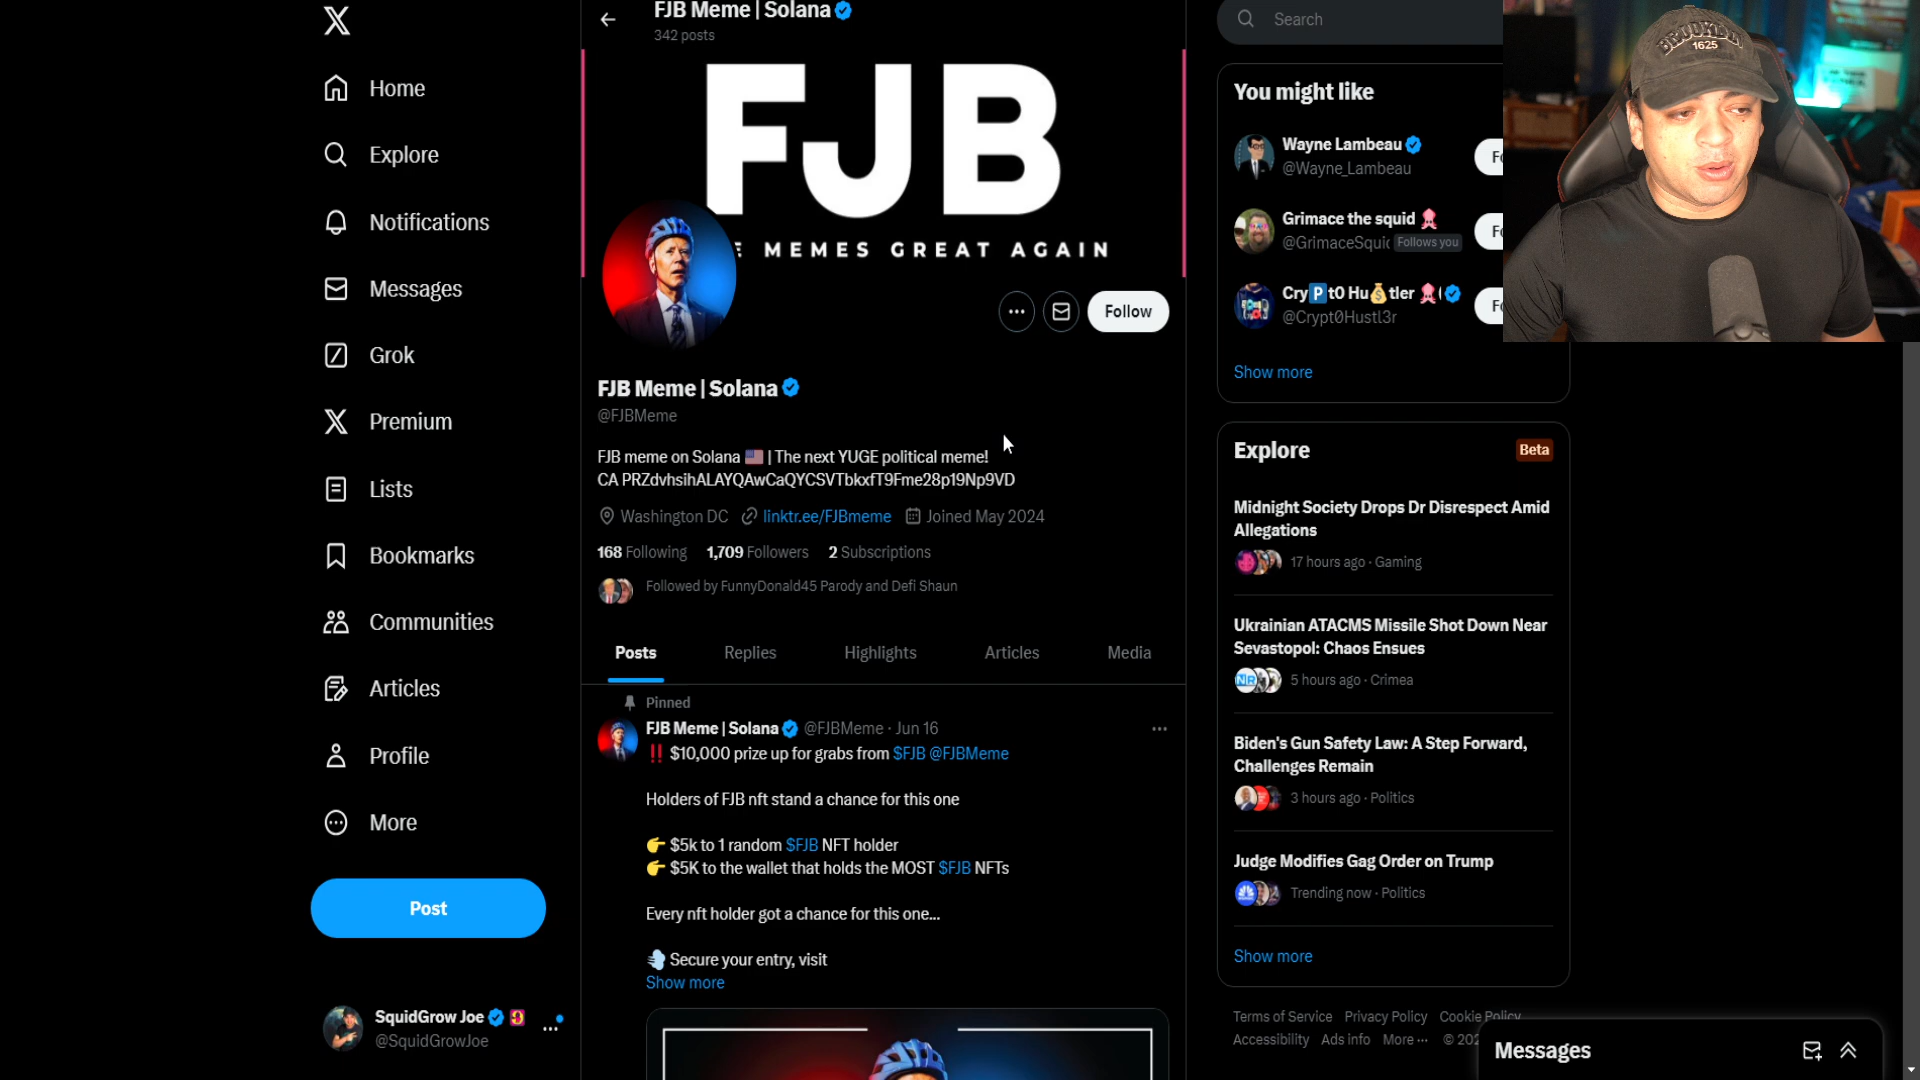 FJB Meme | Solana
342 posts
Search
FJB
MEMES GREAT AGAIN
Home
Explore
Notifications
Messages
Grok
Premium
Lists
Bookmarks
Communities
Articles
Profile
More
Post
SquidGrow Joe
@SquidGrowJoe
Follow
FJB Meme | Solana
@FJBMeme
FJB meme on Solana 🇺🇸 | The next YUGE political meme!
CA PRZdvhsihALAYQAwCaQYCSVTbkxfT9Fme28p19Np9VD
Washington DC linktr.ee/FJBmeme Joined May 2024
168 Following 1,709 Followers 2 Subscriptions
Followed by FunnyDonald45 Parody and Defi Shaun
Posts Replies Highlights Articles Media
Pinned
FJB Meme | Solana @FJBMeme · Jun 16
‼️ $10,000 prize up for grabs from $FJB @FJBMeme
Holders of FJB nft stand a chance for this one
👉 $5k to 1 random $FJB NFT holder
👉 $5K to the wallet that holds the MOST $FJB NFTs
Every nft holder got a chance for this one...
💨 Secure your entry, visit
Show more
You might like
Wayne Lambeau
@Wayne_Lambeau
Grimace the squid 🦑
@GrimaceSquid Follows you
Cry🅿️t0 Hu💰tler 🦑 (
@Crypt0Hustl3r
Show more
Explore Beta
Midnight Society Drops Dr Disrespect Amid
Allegations
17 hours ago · Gaming
Ukrainian ATACMS Missile Shot Down Near
Sevastopol: Chaos Ensues
NR
5 hours ago · Crimea
Biden's Gun Safety Law: A Step Forward,
Challenges Remain
3 hours ago · Politics
Judge Modifies Gag Order on Trump
Trending now · Politics
Show more
Terms of Service Privacy Policy Cookie Policy
Accessibility Ads info More ··· © 202
Messages
BROOKLYN
1625